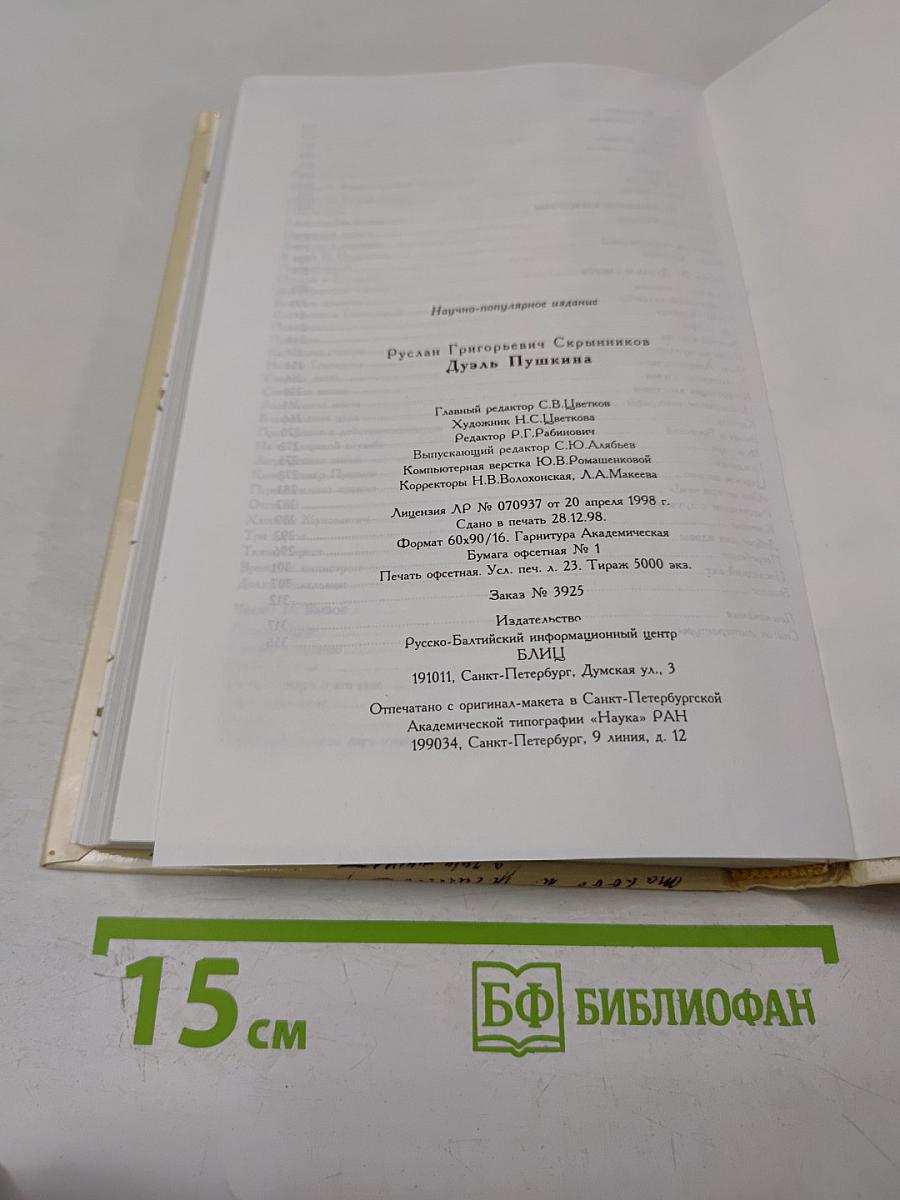 Научно-популярное издание
Руслан Григорьевич Скрынников
Дуэль Пушкина
Главный редактор С.В.Цветков
Художник Н.С.Цветкова
Редактор Р.Г.Рабинович
Выпускающий редактор С.Ю.Алябьев
Компьютерная верстка Ю.В.Ромашенковой
Корректоры Н.В.Волохонская, Л.А.Макеева
Лицензия ЛР № 070937 от 20 апреля 1998 г.
Сдано в печать 28.12.98.
Формат 60х90/16. Гарнитура Академическая
Бумага офсетная № 1
Печать офсетная. Усл. печ. л. 23. Тираж 5000 экз.
Заказ № 3925
Издательство
Русско-Балтийский информационный центр
БЛИЦ
191011, Санкт-Петербург, Думская ул., 3
Отпечатано с оригинал-макета в Санкт-Петербургской
Академической типографии «Наука» РАН
199034, Санкт-Петербург, 9 линия, д. 12
15 см
БФ БИБЛИОФАН